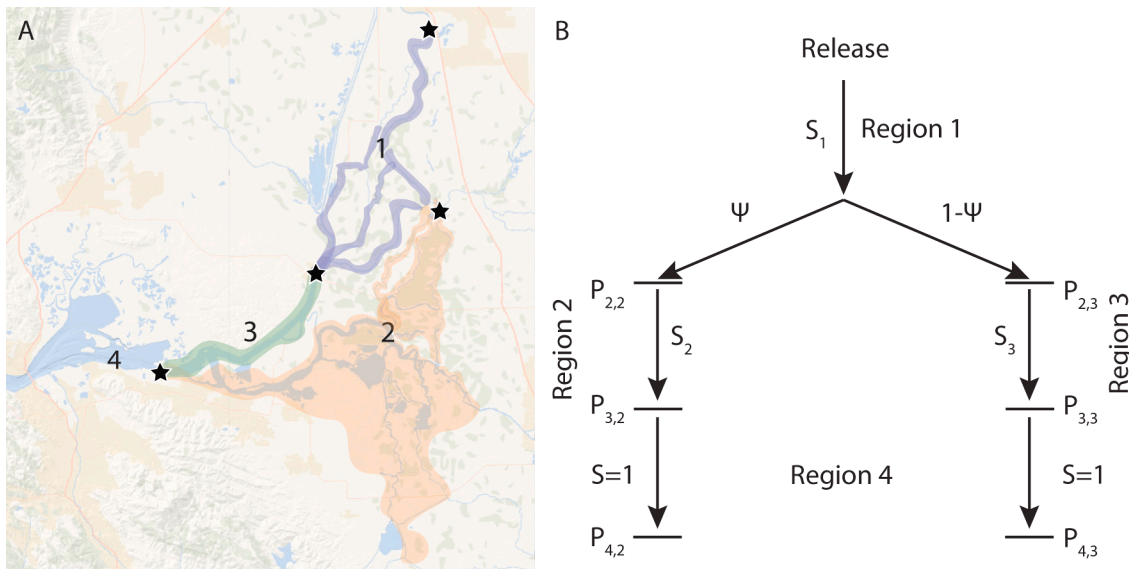 A
1
2
3
4
B
Release
S₁ Region 1
Ψ
1-Ψ
P₂,₂
P₂,₃
Region 2
S₂
S₃
Region 3
P₃,₂
P₃,₃
S=1
Region 4
S=1
P₄,₂
P₄,₃